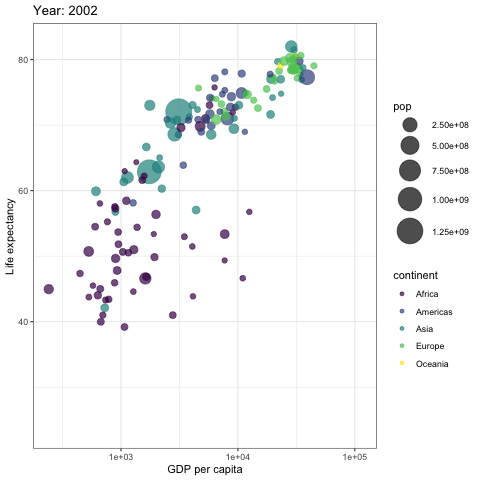 Year: 2002
80
60
40
Life expectancy
1e+03
1e+04
1e+05
GDP per capita
pop
2.50e+08
5.00e+08
7.50e+08
1.00e+09
1.25e+09
continent
Africa
Americas
Asia
Europe
Oceania